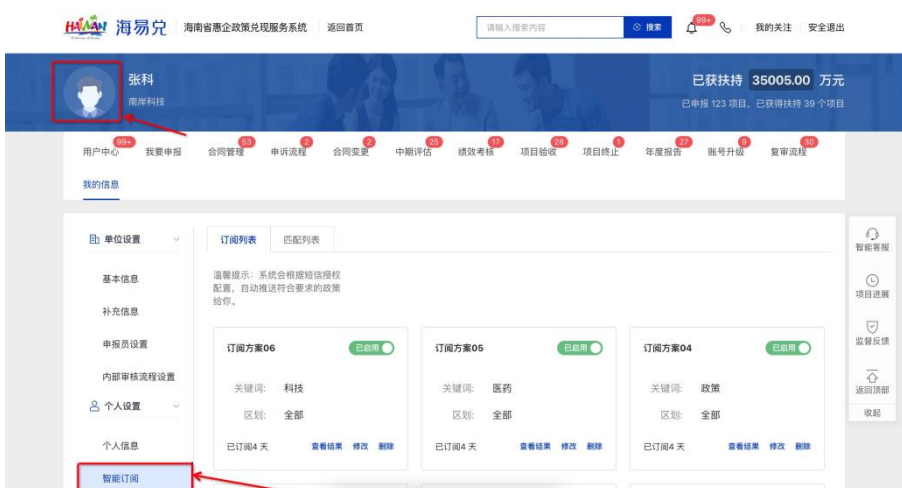 HAINAN 海易兑 海南省惠企政策兑现服务系统 返回首页 请输入搜索内容 搜索 99+ 我的关注 安全退出
张科
南岸科技
已获扶持 35005.00 万元
已申报 123 项目，已获得扶持 39 个项目
用户中心 99+ 我要申报 合同管理 53 申诉流程 2 合同变更 2 中期评估 25 绩效考核 17 项目验收 28 项目终止 1 年度报告 27 账号升级 9 复审流程 30
我的信息
单位设置
基本信息
补充信息
申报员设置
内部审核流程设置
个人设置
个人信息
智能订阅
订阅列表 匹配列表
温馨提示：系统会根据短信授权
配置，自动推送符合要求的政策
给你。
订阅方案06 已启用
关键词: 科技
区划: 全部
已订阅4 天 查看结果 修改 删除
订阅方案05 已启用
关键词: 医药
区划: 全部
已订阅4 天 查看结果 修改 删除
订阅方案04 已启用
关键词: 政策
区划: 全部
已订阅4 天 查看结果 修改 删除
智能客服
项目进展
监督反馈
返回顶部
收起